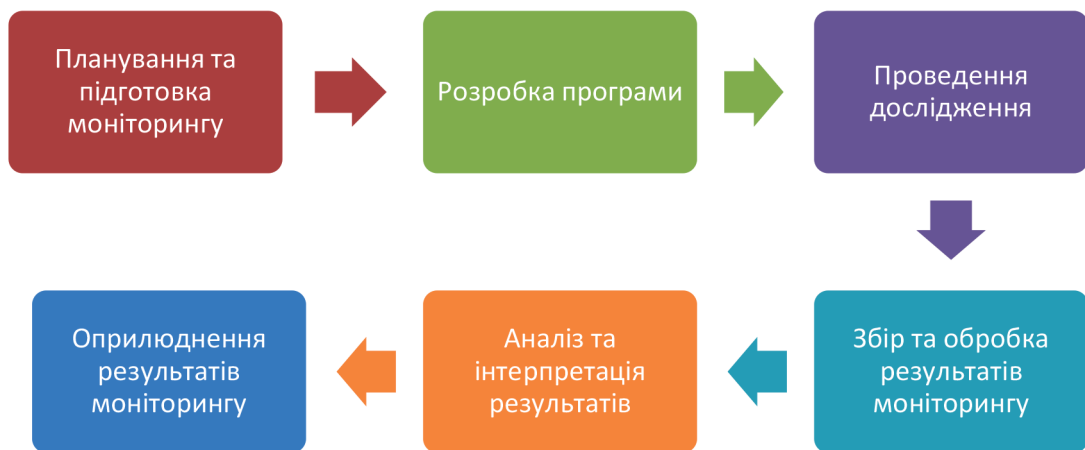 Планування та
підготовка
моніторингу
Розробка програми
Проведення
дослідження
Збір та обробка
результатів
моніторингу
Аналіз та
інтерпретація
результатів
Оприлюднення
результатів
моніторингу